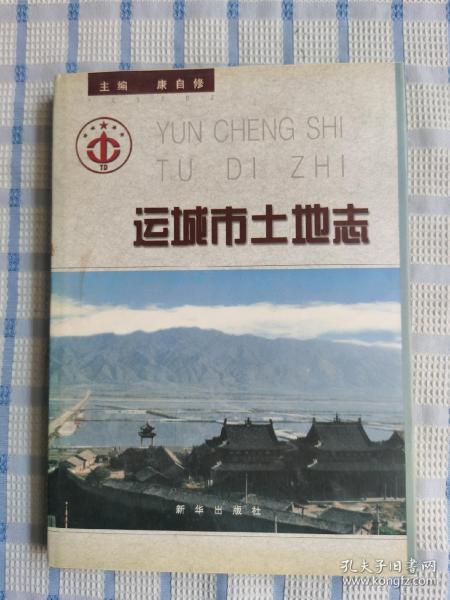 主编 康自修
YUN CHENG SHI
TU DI ZHI
TD
运城市土地志
新华出版社
孔夫子旧书网
www.kongfz.com